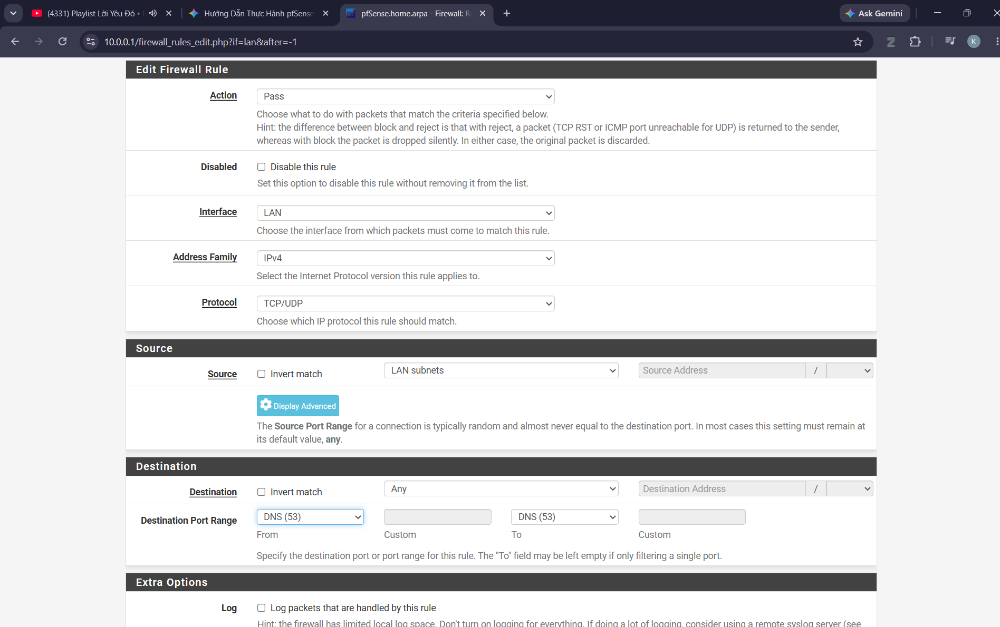 (4331) Playlist Lời Yêu Đó •
Hướng Dẫn Thực Hành pfSense
pfSense.home.arpa - Firewall: R
Ask Gemini
10.0.0.1/firewall_rules_edit.php?if=lan&after=-1
K
Edit Firewall Rule
Action
Pass
Choose what to do with packets that match the criteria specified below.
Hint: the difference between block and reject is that with reject, a packet (TCP RST or ICMP port unreachable for UDP) is returned to the sender,
whereas with block the packet is dropped silently. In either case, the original packet is discarded.
Disabled
Disable this rule
Set this option to disable this rule without removing it from the list.
Interface
LAN
Choose the interface from which packets must come to match this rule.
Address Family
IPv4
Select the Internet Protocol version this rule applies to.
Protocol
TCP/UDP
Choose which IP protocol this rule should match.
Source
Source
Invert match
LAN subnets
Source Address
/
Display Advanced
The Source Port Range for a connection is typically random and almost never equal to the destination port. In most cases this setting must remain at
its default value, any.
Destination
Destination
Invert match
Any
Destination Address
/
Destination Port Range
DNS (53)
DNS (53)
From
Custom
To
Custom
Specify the destination port or port range for this rule. The "To" field may be left empty if only filtering a single port.
Extra Options
Log
Log packets that are handled by this rule
Hint: the firewall has limited local log space. Don't turn on logging for everything. If doing a lot of logging, consider using a remote syslog server (see